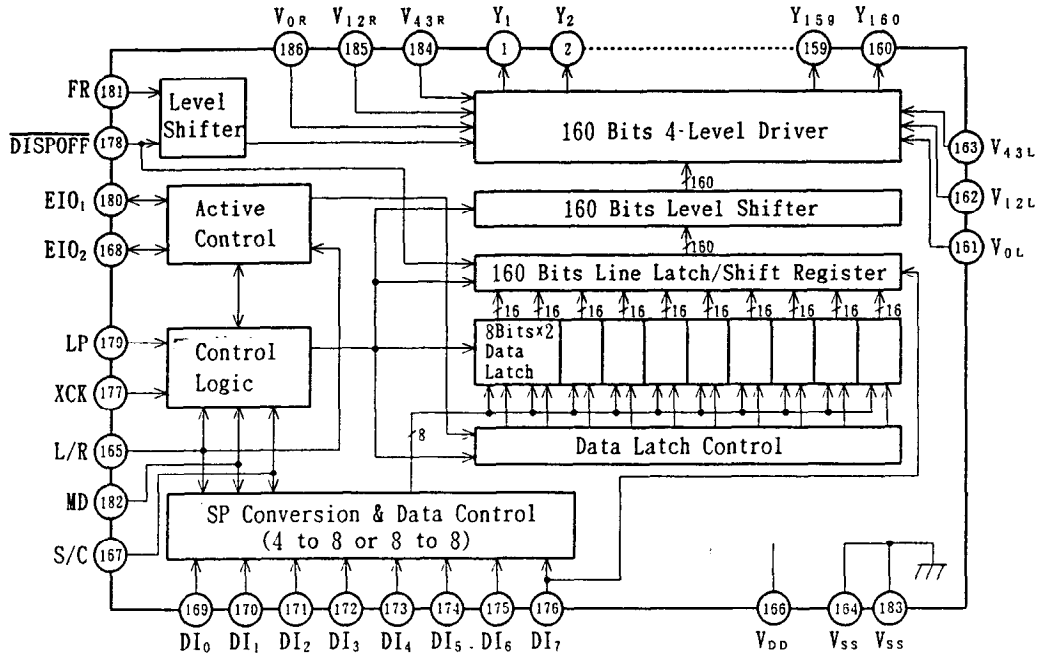 V0R V12R V43R Y1 Y2 Y159 Y160
186 185 184 1 2 159 160
FR 181
Level
Shifter
DISPOFF 178
160 Bits 4-Level Driver
163 V43L
160
EIO1 180
Active
Control
160 Bits Level Shifter
162 V12L
EIO2 168
160
161 V0L
160 Bits Line Latch/Shift Register
16 16 16 16 16 16 16 16 16 16
LP 179
Control
Logic
8Bits×2
Data
Latch
XCK 177
8
L/R 165
Data Latch Control
MD 182
SP Conversion & Data Control
(4 to 8 or 8 to 8)
S/C 167
169 170 171 172 173 174 175 176 166 164 183
DI0 DI1 DI2 DI3 DI4 DI5 DI6 DI7 VDD VSS VSS